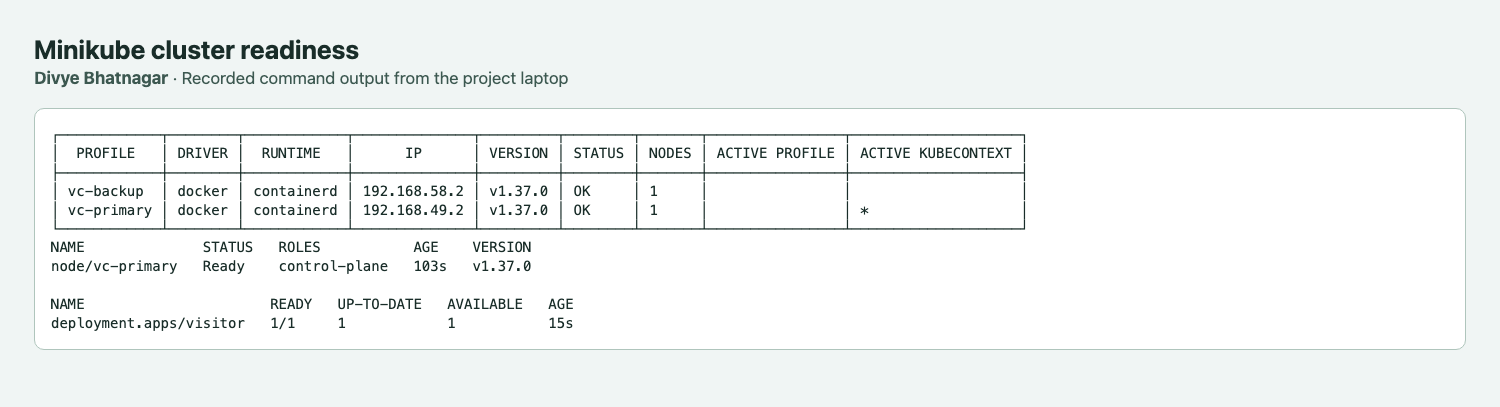 Minikube cluster readiness
Divye Bhatnagar · Recorded command output from the project laptop
PROFILE DRIVER RUNTIME IP VERSION STATUS NODES ACTIVE PROFILE ACTIVE KUBECONTEXT
vc-backup docker containerd 192.168.58.2 v1.37.0 OK 1
vc-primary docker containerd 192.168.49.2 v1.37.0 OK 1 *
NAME STATUS ROLES AGE VERSION
node/vc-primary Ready control-plane 103s v1.37.0
NAME READY UP-TO-DATE AVAILABLE AGE
deployment.apps/visitor 1/1 1 1 15s